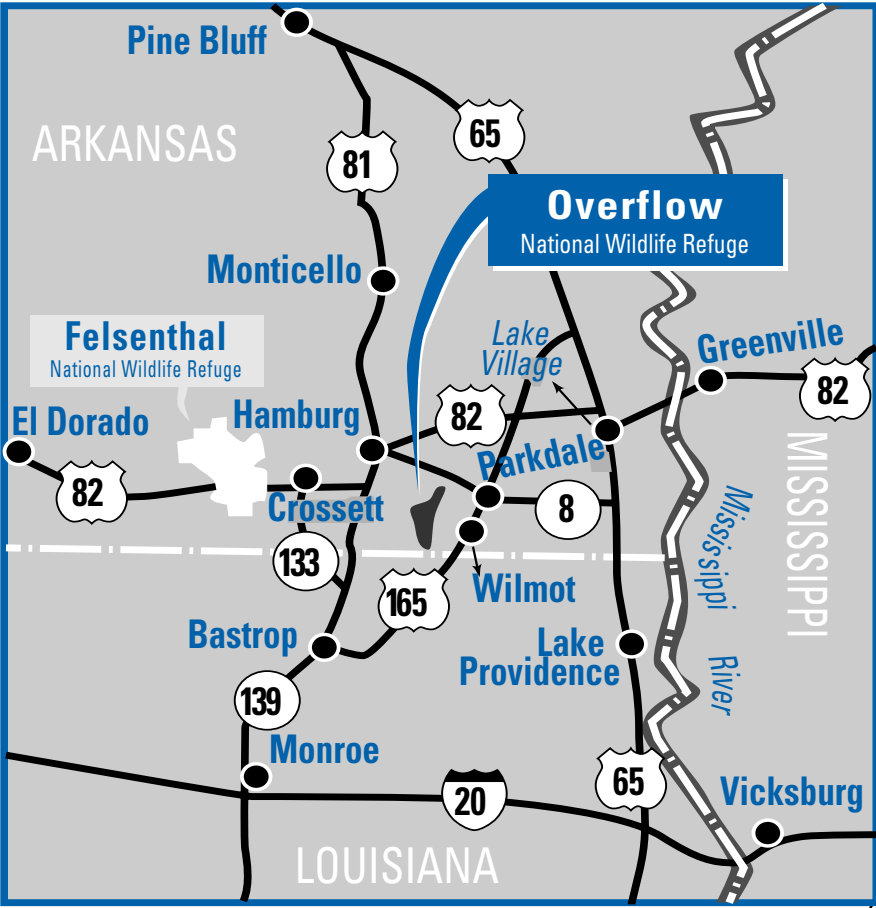 Pine Bluff
ARKANSAS
65
81
Overflow
National Wildlife Refuge
Monticello
Felsenthal
National Wildlife Refuge
Lake
Village
Greenville
82
El Dorado
Hamburg
82
Parkdale
82
Crossett
8
MISSISSIPPI
Mississippi
River
133
165
Wilmot
Bastrop
Lake
Providence
139
Monroe
20
65
Vicksburg
LOUISIANA